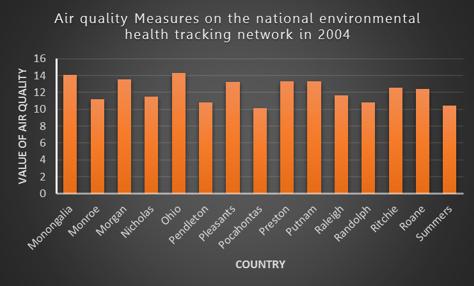 Air quality Measures on the national environmental
health tracking network in 2004
VALUE OF AIR QUALITY
16
14
12
10
8
6
4
2
0
Monongalia
Monroe
Morgan
Nicholas
Ohio
Pendleton
Pleasants
Pocahontas
Preston
Putnam
Raleigh
Randolph
Ritchie
Roane
Summers
COUNTRY